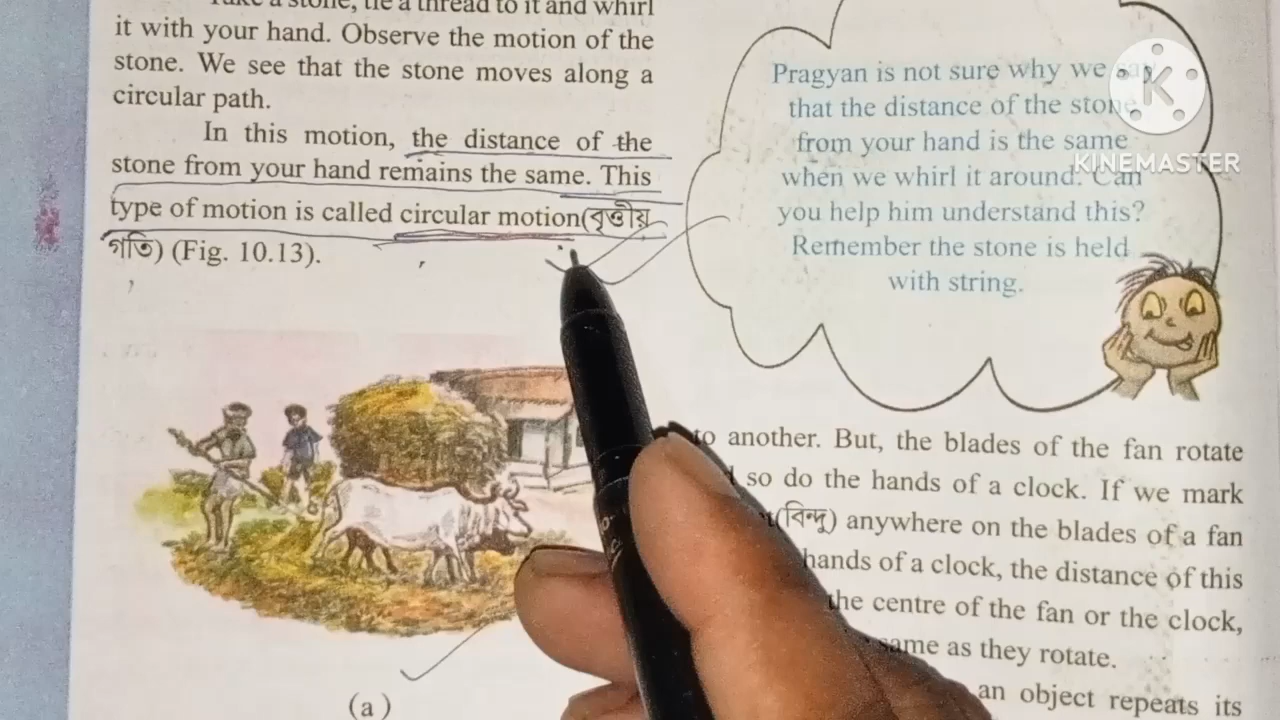 Take a stone, tie a thread to it and whirl
it with your hand. Observe the motion of the
stone. We see that the stone moves along a
circular path.
In this motion, the distance of the
stone from your hand remains the same. This
type of motion is called circular motion(বৃত্তীয়
গতি) (Fig. 10.13).
(a)
Pragyan is not sure why we say
that the distance of the stone
from your hand is the same
when we whirl it around. Can
you help him understand this?
Remember the stone is held
with string.
to another. But, the blades of the fan rotate
so do the hands of a clock. If we mark
(বিন্দু) anywhere on the blades of a fan
hands of a clock, the distance of this
the centre of the fan or the clock,
same as they rotate.
an object repeats its
K
KINEMASTER